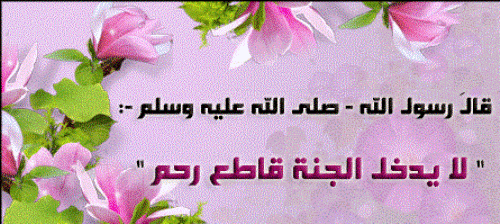 قالَ رسول الله - صلى الله عليه وسلم -:
" لا يدخل الجنة قاطع رحم "